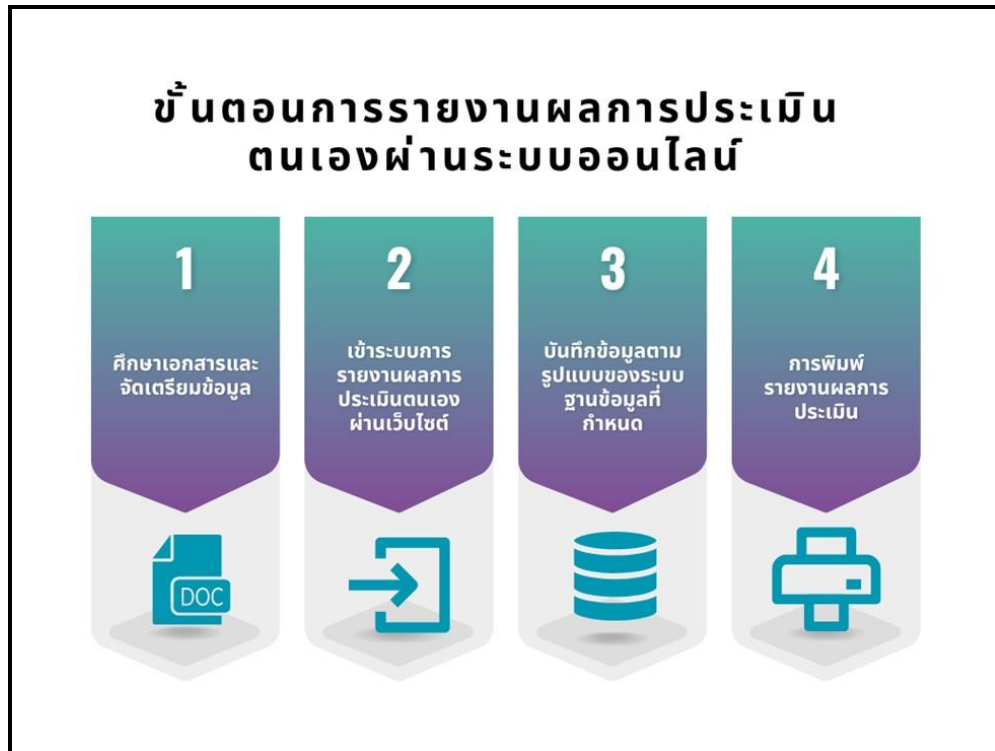 ขั้นตอนการรายงานผลการประเมิน
ตนเองผ่านระบบออนไลน์
1
ศึกษาเอกสารและ
จัดเตรียมข้อมูล
DOC
2
เข้าระบบการ
รายงานผลการ
ประเมินตนเอง
ผ่านเว็บไซต์
3
บันทึกข้อมูลตาม
รูปแบบของระบบ
ฐานข้อมูลที่
กำหนด
4
การพิมพ์
รายงานผลการ
ประเมิน